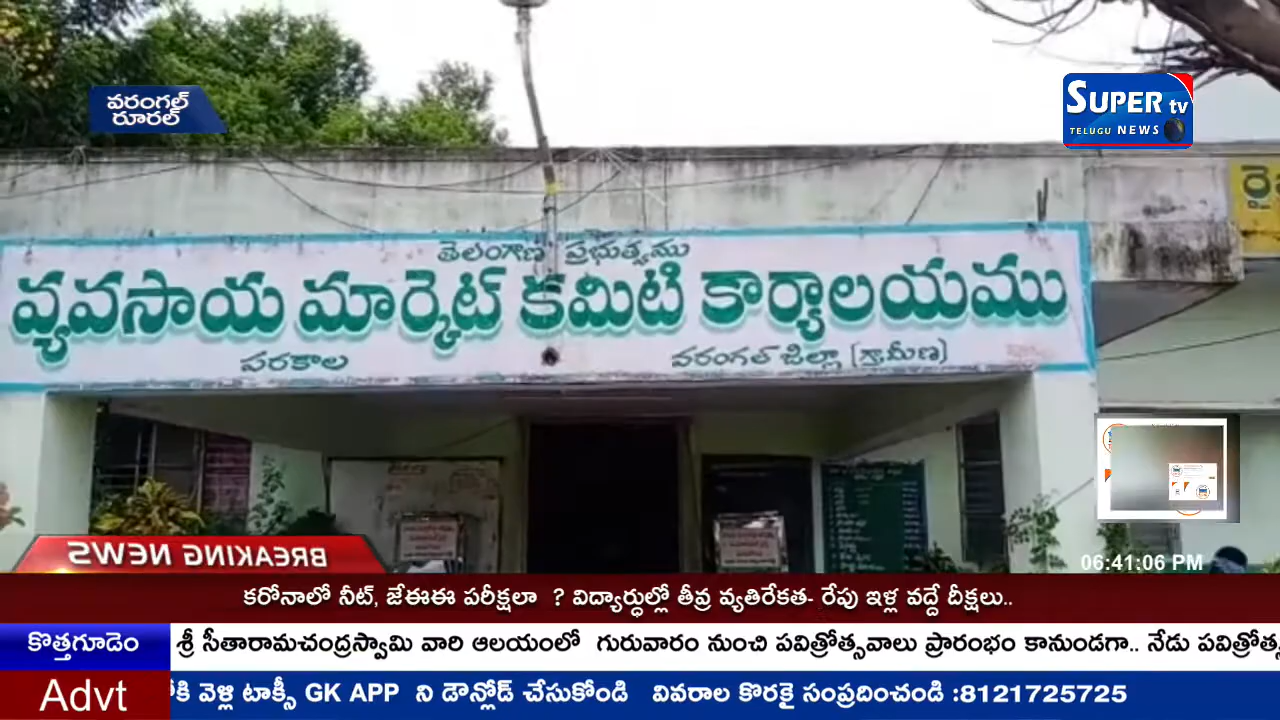 వరంగల్
రూరల్
SUPER tv
TELUGU NEWS
తెలంగాణ ప్రభుత్వము
వ్యవసాయ మార్కెట్ కమిటి కార్యాలయము
పరకాల వరంగల్ జిల్లా (గ్రామీణ)
BREAKING NEWS
06:41:06 PM
కరోనాలో నీట్, జేఈఈ పరీక్షలా ? విద్యార్ధుల్లో తీవ్ర వ్యతిరేకత- రేపు ఇళ్ల వద్దే దీక్షలు..
కొత్తగూడెం శ్రీ సీతారామచంద్రస్వామి వారి ఆలయంలో గురువారం నుంచి పవిత్రోత్సవాలు ప్రారంభం కానుండగా.. నేడు
Advt వెళ్లి టాక్సీ GK APP ని డౌన్లోడ్ చేసుకోండి వివరాల కొరకై సంప్రదించండి :8121725725